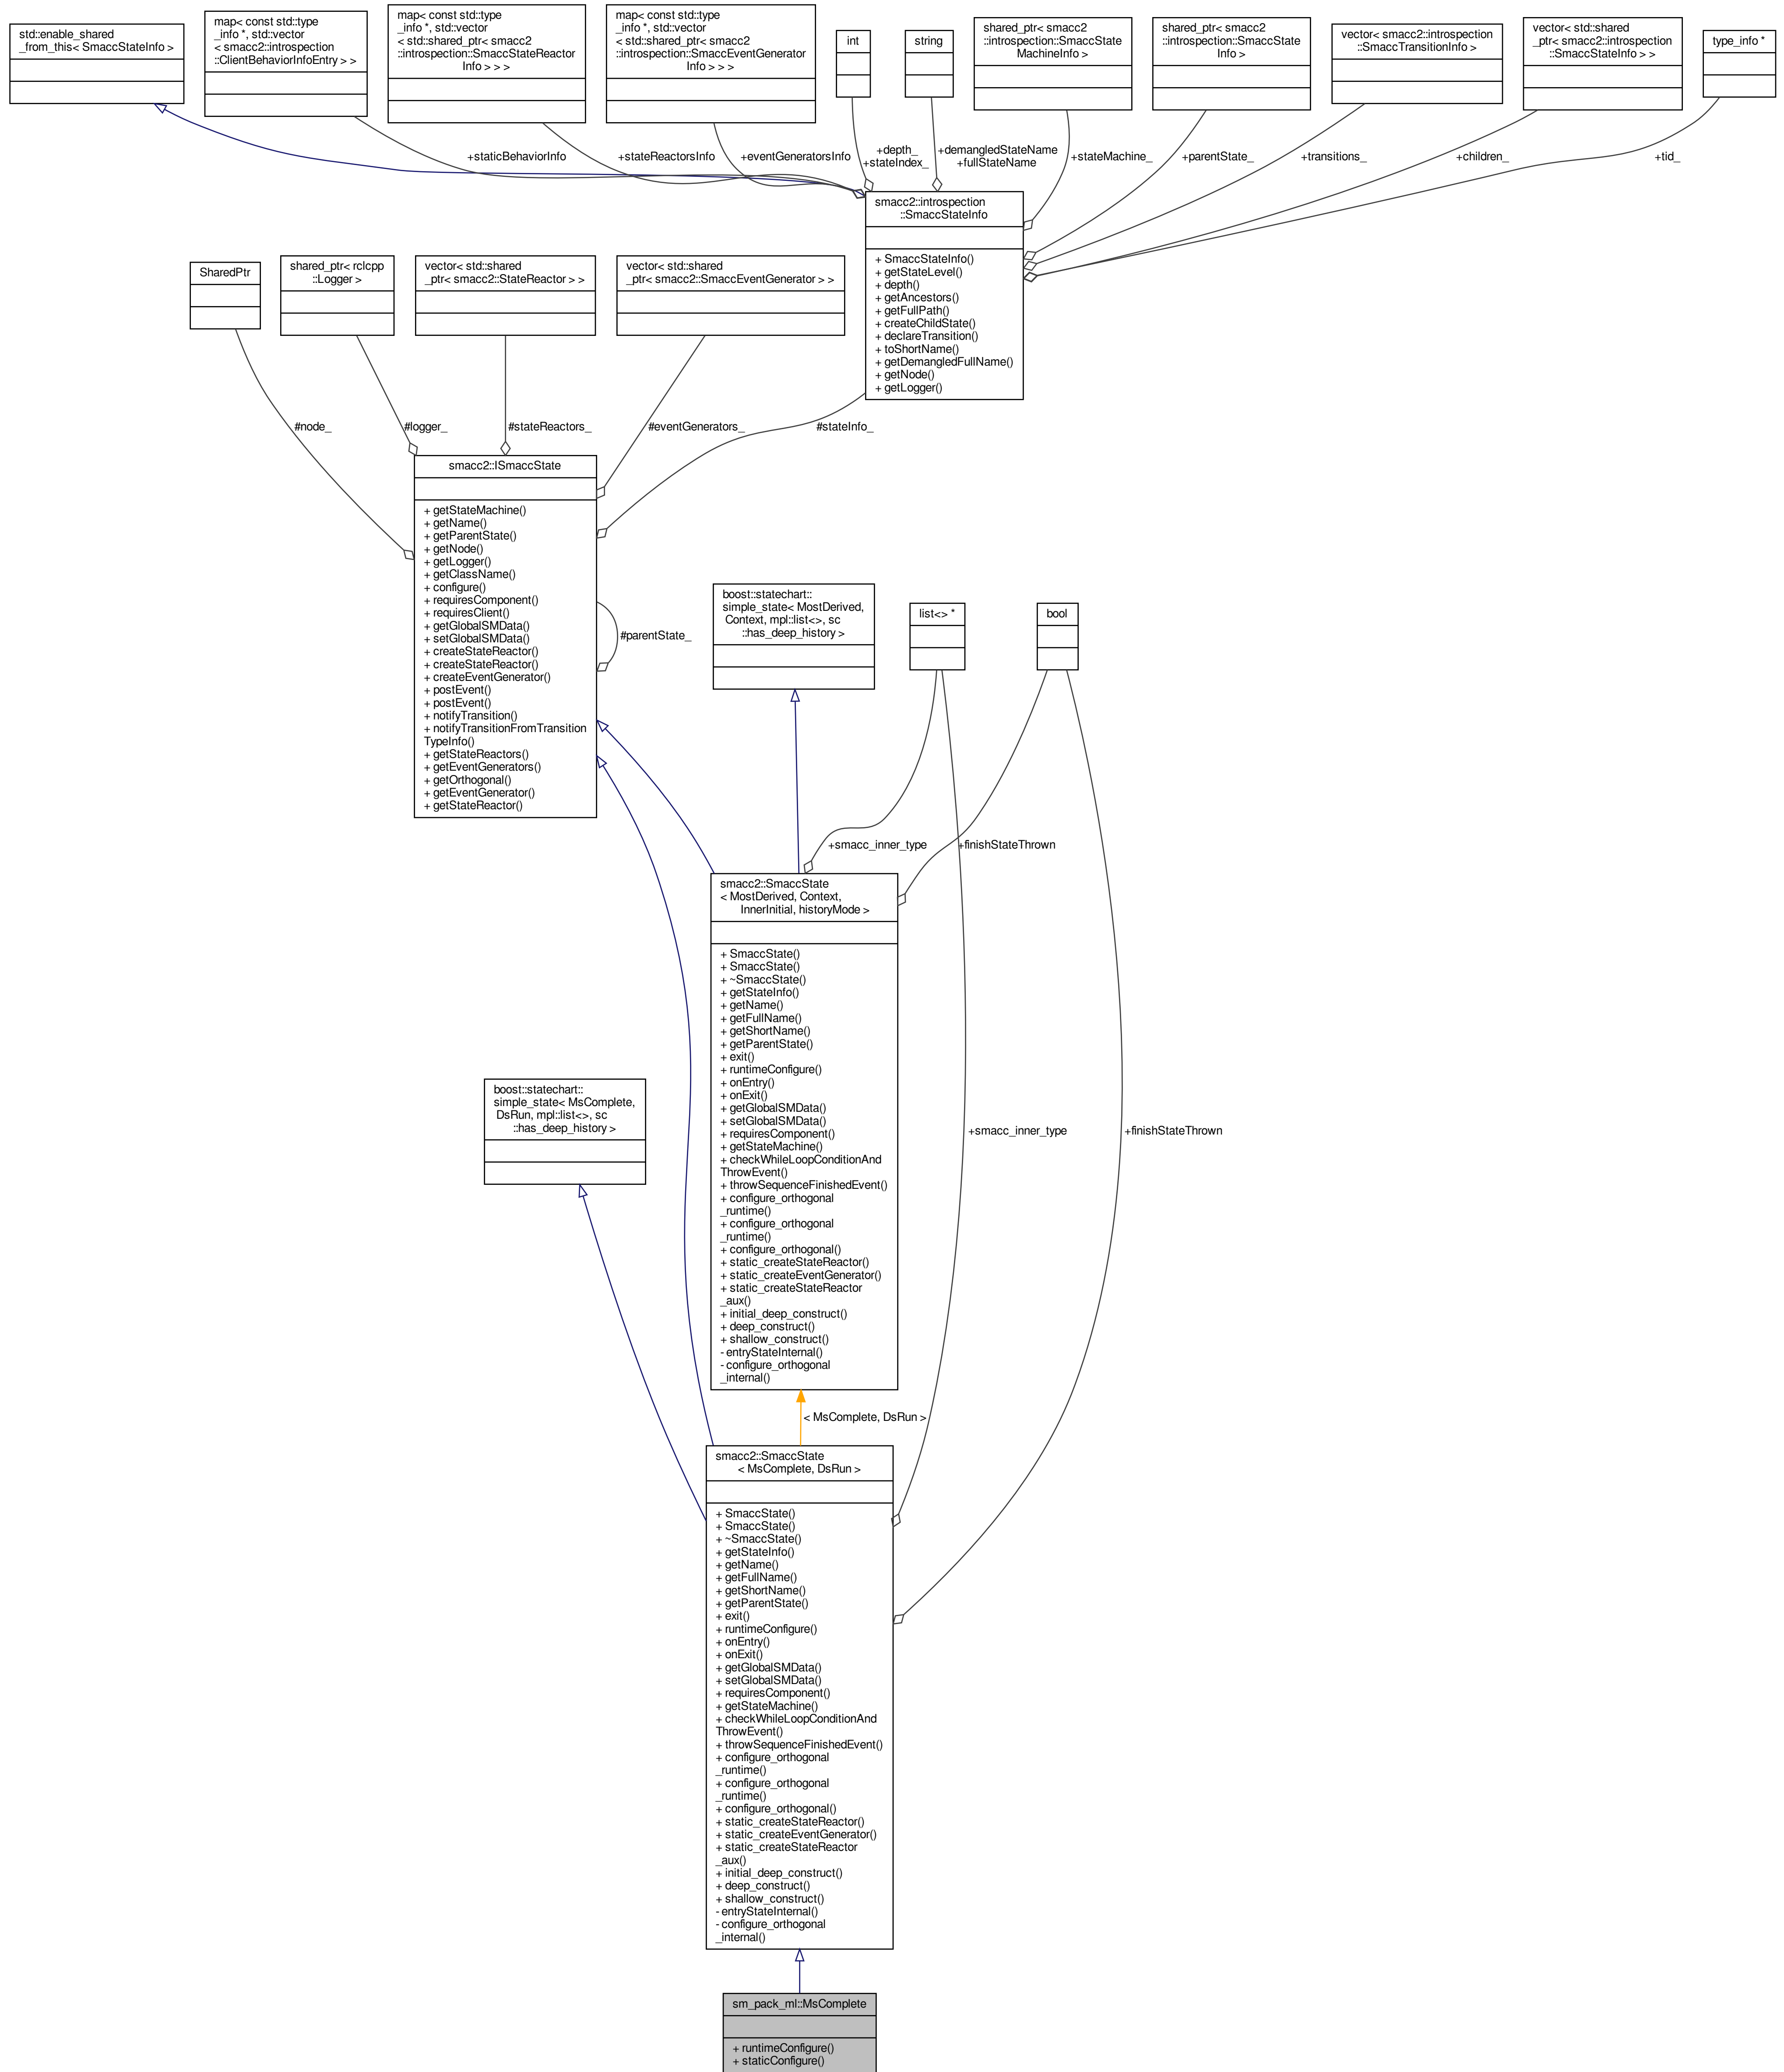 std::enable_shared
_from_this< SmaccStateInfo >
map< const std::type
_info *, std::vector
< smacc2::introspection
::ClientBehaviorInfoEntry > >
map< const std::type
_info *, std::vector
< std::shared_ptr< smacc2
::introspection::SmaccStateReactor
Info > > >
map< const std::type
_info *, std::vector
< std::shared_ptr< smacc2
::introspection::SmaccEventGenerator
Info > > >
int
string
shared_ptr< smacc2
::introspection::SmaccState
MachineInfo >
shared_ptr< smacc2
::introspection::SmaccState
Info >
vector< smacc2::introspection
::SmaccTransitionInfo >
vector< std::shared
_ptr< smacc2::introspection
::SmaccStateInfo > >
type_info *
+staticBehaviorInfo
+stateReactorsInfo
+eventGeneratorsInfo
+depth_
+stateIndex_
+demangledStateName
+fullStateName
+stateMachine_
+parentState_
+transitions_
+children_
+tid_
smacc2::introspection
::SmaccStateInfo
+ SmaccStateInfo()
+ getStateLevel()
+ depth()
+ getAncestors()
+ getFullPath()
+ createChildState()
+ declareTransition()
+ toShortName()
+ getDemangledFullName()
+ getNode()
+ getLogger()
SharedPtr
shared_ptr< rclcpp
::Logger >
vector< std::shared
_ptr< smacc2::StateReactor > >
vector< std::shared
_ptr< smacc2::SmaccEventGenerator > >
#node_
#logger_
#stateReactors_
#eventGenerators_
#stateInfo_
smacc2::ISmaccState
+ getStateMachine()
+ getName()
+ getParentState()
+ getNode()
+ getLogger()
+ getClassName()
+ configure()
+ requiresComponent()
+ requiresClient()
+ getGlobalSMData()
+ setGlobalSMData()
+ createStateReactor()
+ createStateReactor()
+ createEventGenerator()
+ postEvent()
+ postEvent()
+ notifyTransition()
+ notifyTransitionFromTransition
TypeInfo()
+ getStateReactors()
+ getEventGenerators()
+ getOrthogonal()
+ getEventGenerator()
+ getStateReactor()
#parentState_
boost::statechart::
simple_state< MostDerived,
Context, mpl::list<>, sc
::has_deep_history >
list<> *
bool
+smacc_inner_type
+finishStateThrown
smacc2::SmaccState
< MostDerived, Context,
InnerInitial, historyMode >
+ SmaccState()
+ SmaccState()
+ ~SmaccState()
+ getStateInfo()
+ getName()
+ getFullName()
+ getShortName()
+ getParentState()
+ exit()
+ runtimeConfigure()
+ onEntry()
+ onExit()
+ getGlobalSMData()
+ setGlobalSMData()
+ requiresComponent()
+ getStateMachine()
+ checkWhileLoopConditionAnd
ThrowEvent()
+ throwSequenceFinishedEvent()
+ configure_orthogonal
_runtime()
+ configure_orthogonal
_runtime()
+ configure_orthogonal()
+ static_createStateReactor()
+ static_createEventGenerator()
+ static_createStateReactor
_aux()
+ initial_deep_construct()
+ deep_construct()
+ shallow_construct()
- entryStateInternal()
- configure_orthogonal
_internal()
boost::statechart::
simple_state< MsComplete,
DsRun, mpl::list<>, sc
::has_deep_history >
+smacc_inner_type
+finishStateThrown
< MsComplete, DsRun >
smacc2::SmaccState
< MsComplete, DsRun >
+ SmaccState()
+ SmaccState()
+ ~SmaccState()
+ getStateInfo()
+ getName()
+ getFullName()
+ getShortName()
+ getParentState()
+ exit()
+ runtimeConfigure()
+ onEntry()
+ onExit()
+ getGlobalSMData()
+ setGlobalSMData()
+ requiresComponent()
+ getStateMachine()
+ checkWhileLoopConditionAnd
ThrowEvent()
+ throwSequenceFinishedEvent()
+ configure_orthogonal
_runtime()
+ configure_orthogonal
_runtime()
+ configure_orthogonal()
+ static_createStateReactor()
+ static_createEventGenerator()
+ static_createStateReactor
_aux()
+ initial_deep_construct()
+ deep_construct()
+ shallow_construct()
- entryStateInternal()
- configure_orthogonal
_internal()
sm_pack_ml::MsComplete
+ runtimeConfigure()
+ staticConfigure()